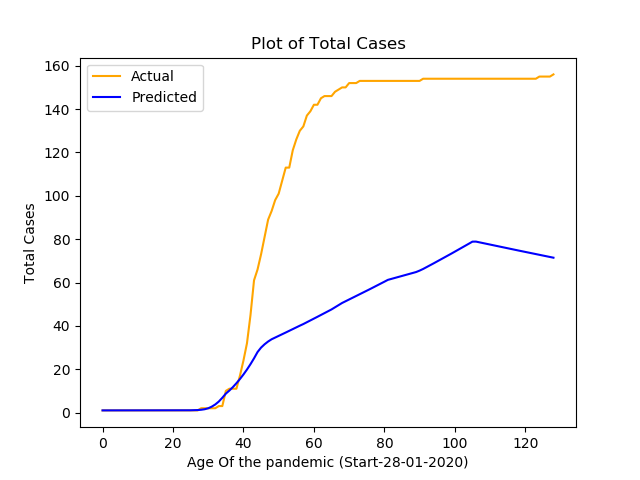 Plot of Total Cases
Actual
Predicted
160
140
120
100
80
60
40
20
0
Total Cases
0 20 40 60 80 100 120
Age Of the pandemic (Start-28-01-2020)